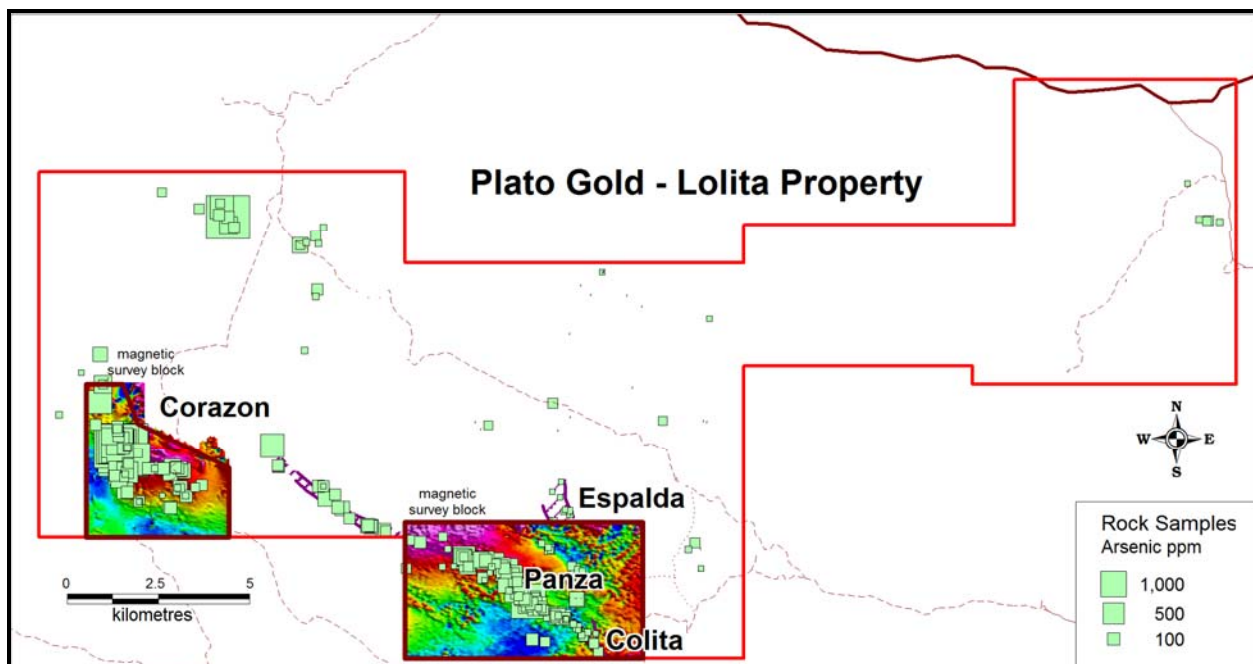 Plato Gold - Lolita Property
magnetic
survey block
Corazon
magnetic
survey block
Espalda
Panza
Colita
N
W E
S
0 2.5 5
kilometres
Rock Samples
Arsenic ppm
1,000
500
100